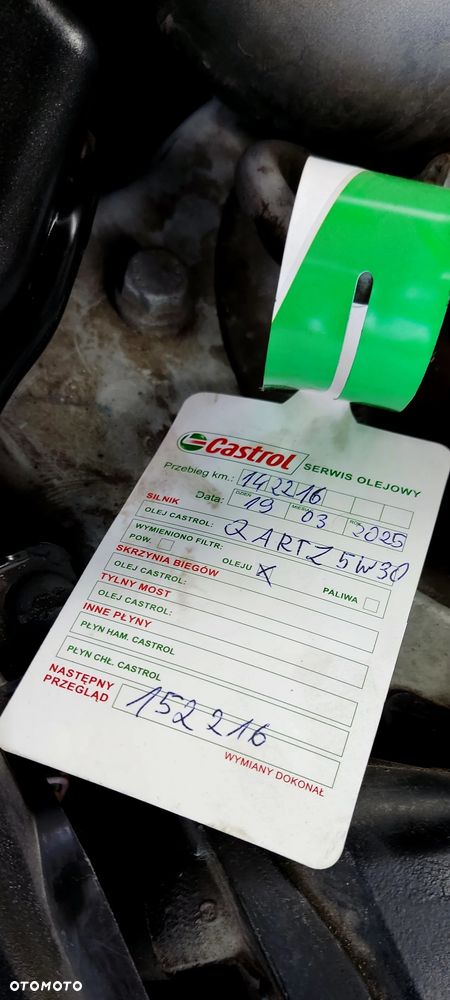 Castrol SERWIS OLEJOWY
Przebieg km.: 142216
DZIEŃ MIESIĄC ROK
Data: 19 03 2025
SILNIK
OLEJ CASTROL: QARTZ 5W30
WYMIENIONO FILTR:
POW. OLEJU X PALIWA
SKRZYNIA BIEGÓW
OLEJ CASTROL:
TYLNY MOST
OLEJ CASTROL:
INNE PŁYNY
PŁYN HAM. CASTROL
PŁYN CHŁ. CASTROL
NASTĘPNY
PRZEGLĄD 152216
WYMIANY DOKONAŁ
OTOMOTO